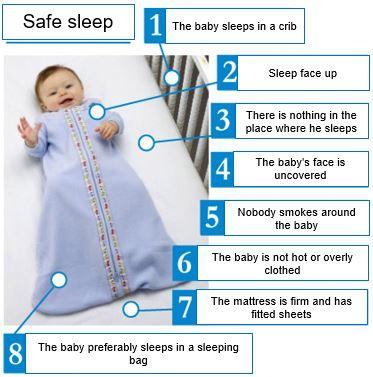 Safe sleep
1
The baby sleeps in a crib
2
Sleep face up
3
There is nothing in the
place where he sleeps
4
The baby's face is
uncovered
5
Nobody smokes around
the baby
6
The baby is not hot or overly
clothed
7
The mattress is firm and has
fitted sheets
8
The baby preferably sleeps in a sleeping
bag